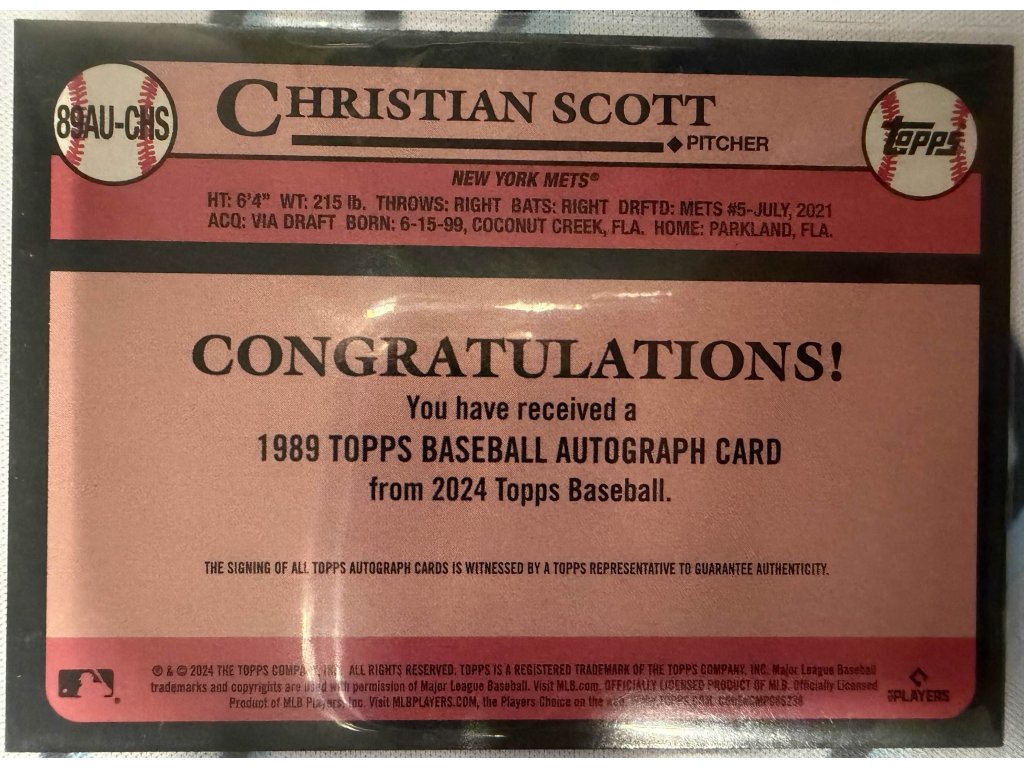 89AU-CHS
CHRISTIAN SCOTT
topps
PITCHER
NEW YORK METS®
HT: 6'4" WT: 215 lb. THROWS: RIGHT BATS: RIGHT DRFTD: METS #5-JULY, 2021
ACQ: VIA DRAFT BORN: 6-15-99, COCONUT CREEK, FLA. HOME: PARKLAND, FLA.
CONGRATULATIONS!
You have received a
1989 TOPPS BASEBALL AUTOGRAPH CARD
from 2024 Topps Baseball.
THE SIGNING OF ALL TOPPS AUTOGRAPH CARDS IS WITNESSED BY A TOPPS REPRESENTATIVE TO GUARANTEE AUTHENTICITY.
® & © 2024 THE TOPPS COMPANY, INC. ALL RIGHTS RESERVED. TOPPS IS A REGISTERED TRADEMARK OF THE TOPPS COMPANY, INC. Major League Baseball
trademarks and copyrights are used with permission of Major League Baseball. Visit MLB.com. OFFICIALLY LICENSED PRODUCT OF MLB. Officially Licensed
Product of MLB Players, Inc. Visit MLBPLAYERS.COM, the Players Choice on the web. WWW.TOPPS.COM
PLAYERS